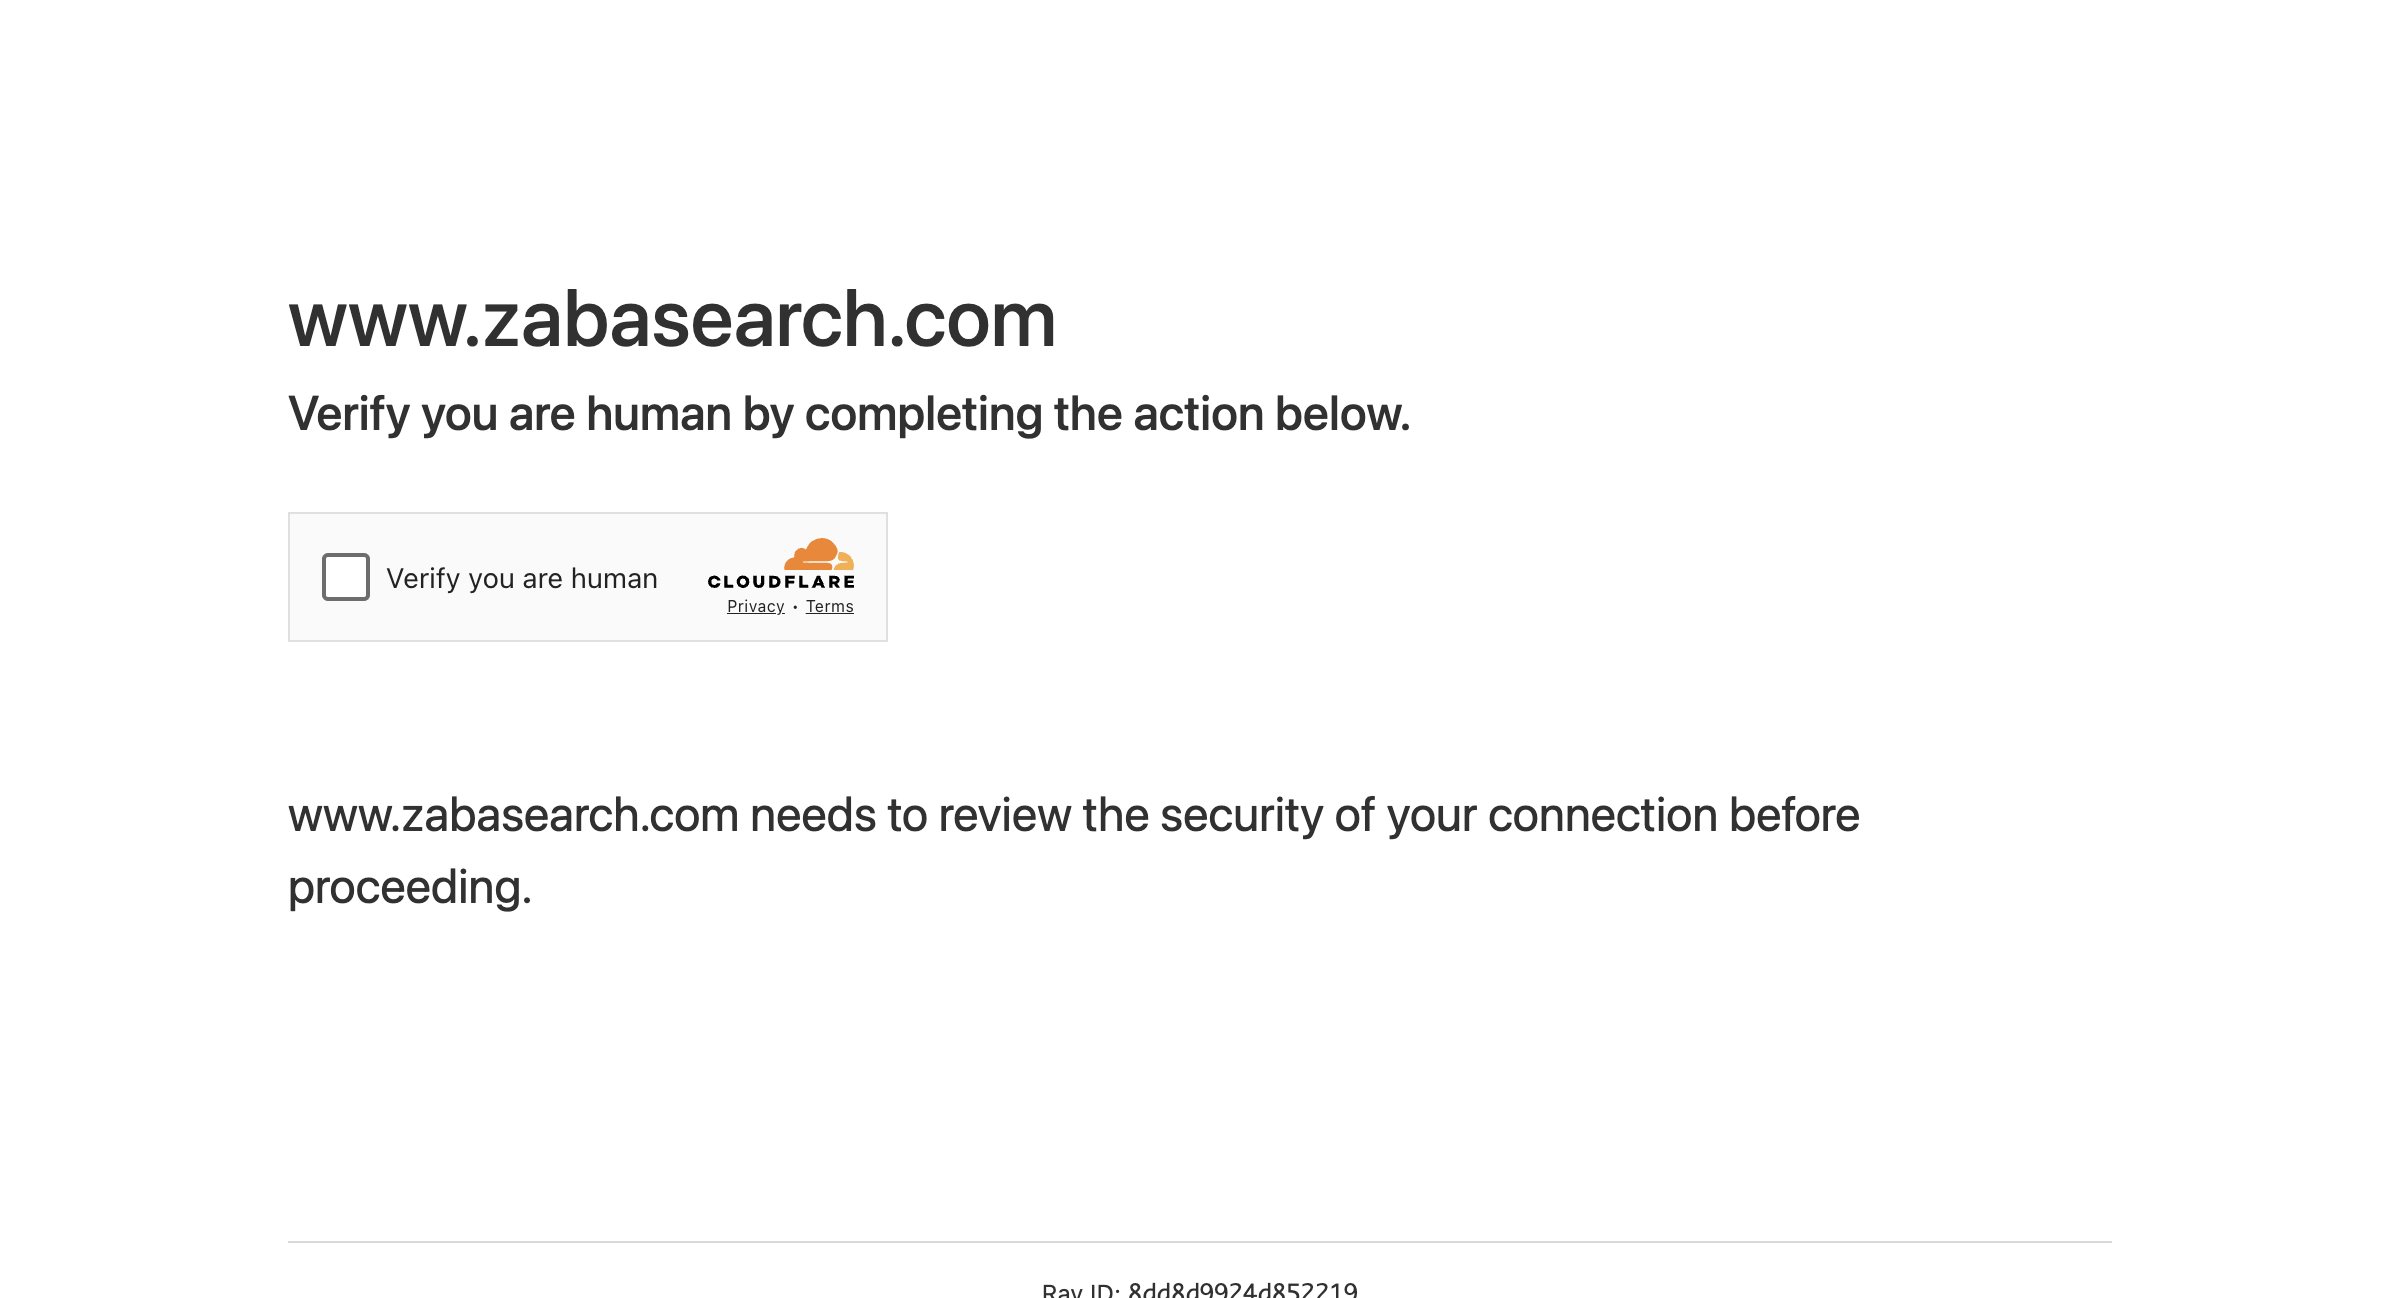 www.zabasearch.com
Verify you are human by completing the action below.
Verify you are human
CLOUDFLARE
Privacy • Terms
www.zabasearch.com needs to review the security of your connection before
proceeding.
Ray ID: 8dd8d9924d852219